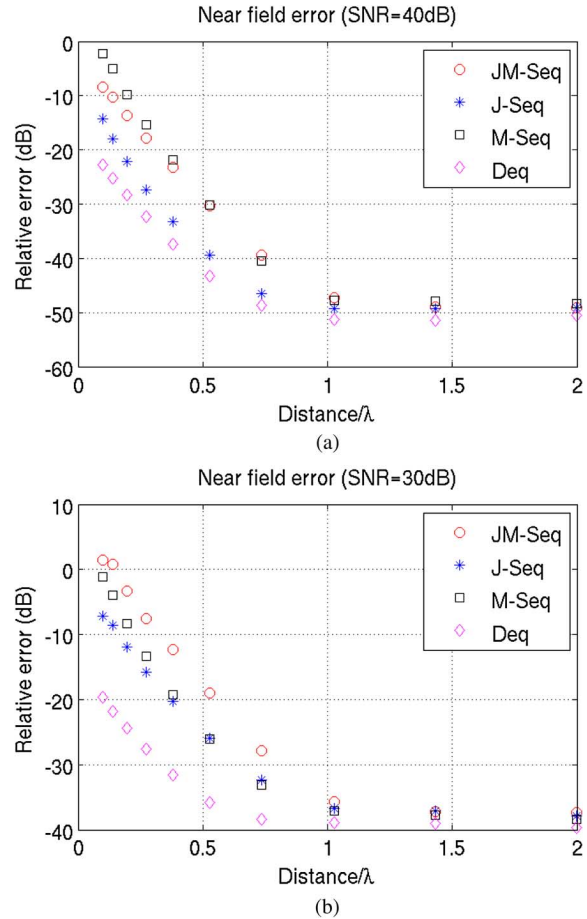 Near field error (SNR=40dB)
0
-10
-20
-30
-40
-50
-60
Relative error (dB)
JM-Seq
J-Seq
M-Seq
Deq
0
0.5
1
1.5
2
Distance/λ
(a)
Near field error (SNR=30dB)
10
0
-10
-20
-30
-40
Relative error (dB)
JM-Seq
J-Seq
M-Seq
Deq
0
0.5
1
1.5
2
Distance/λ
(b)